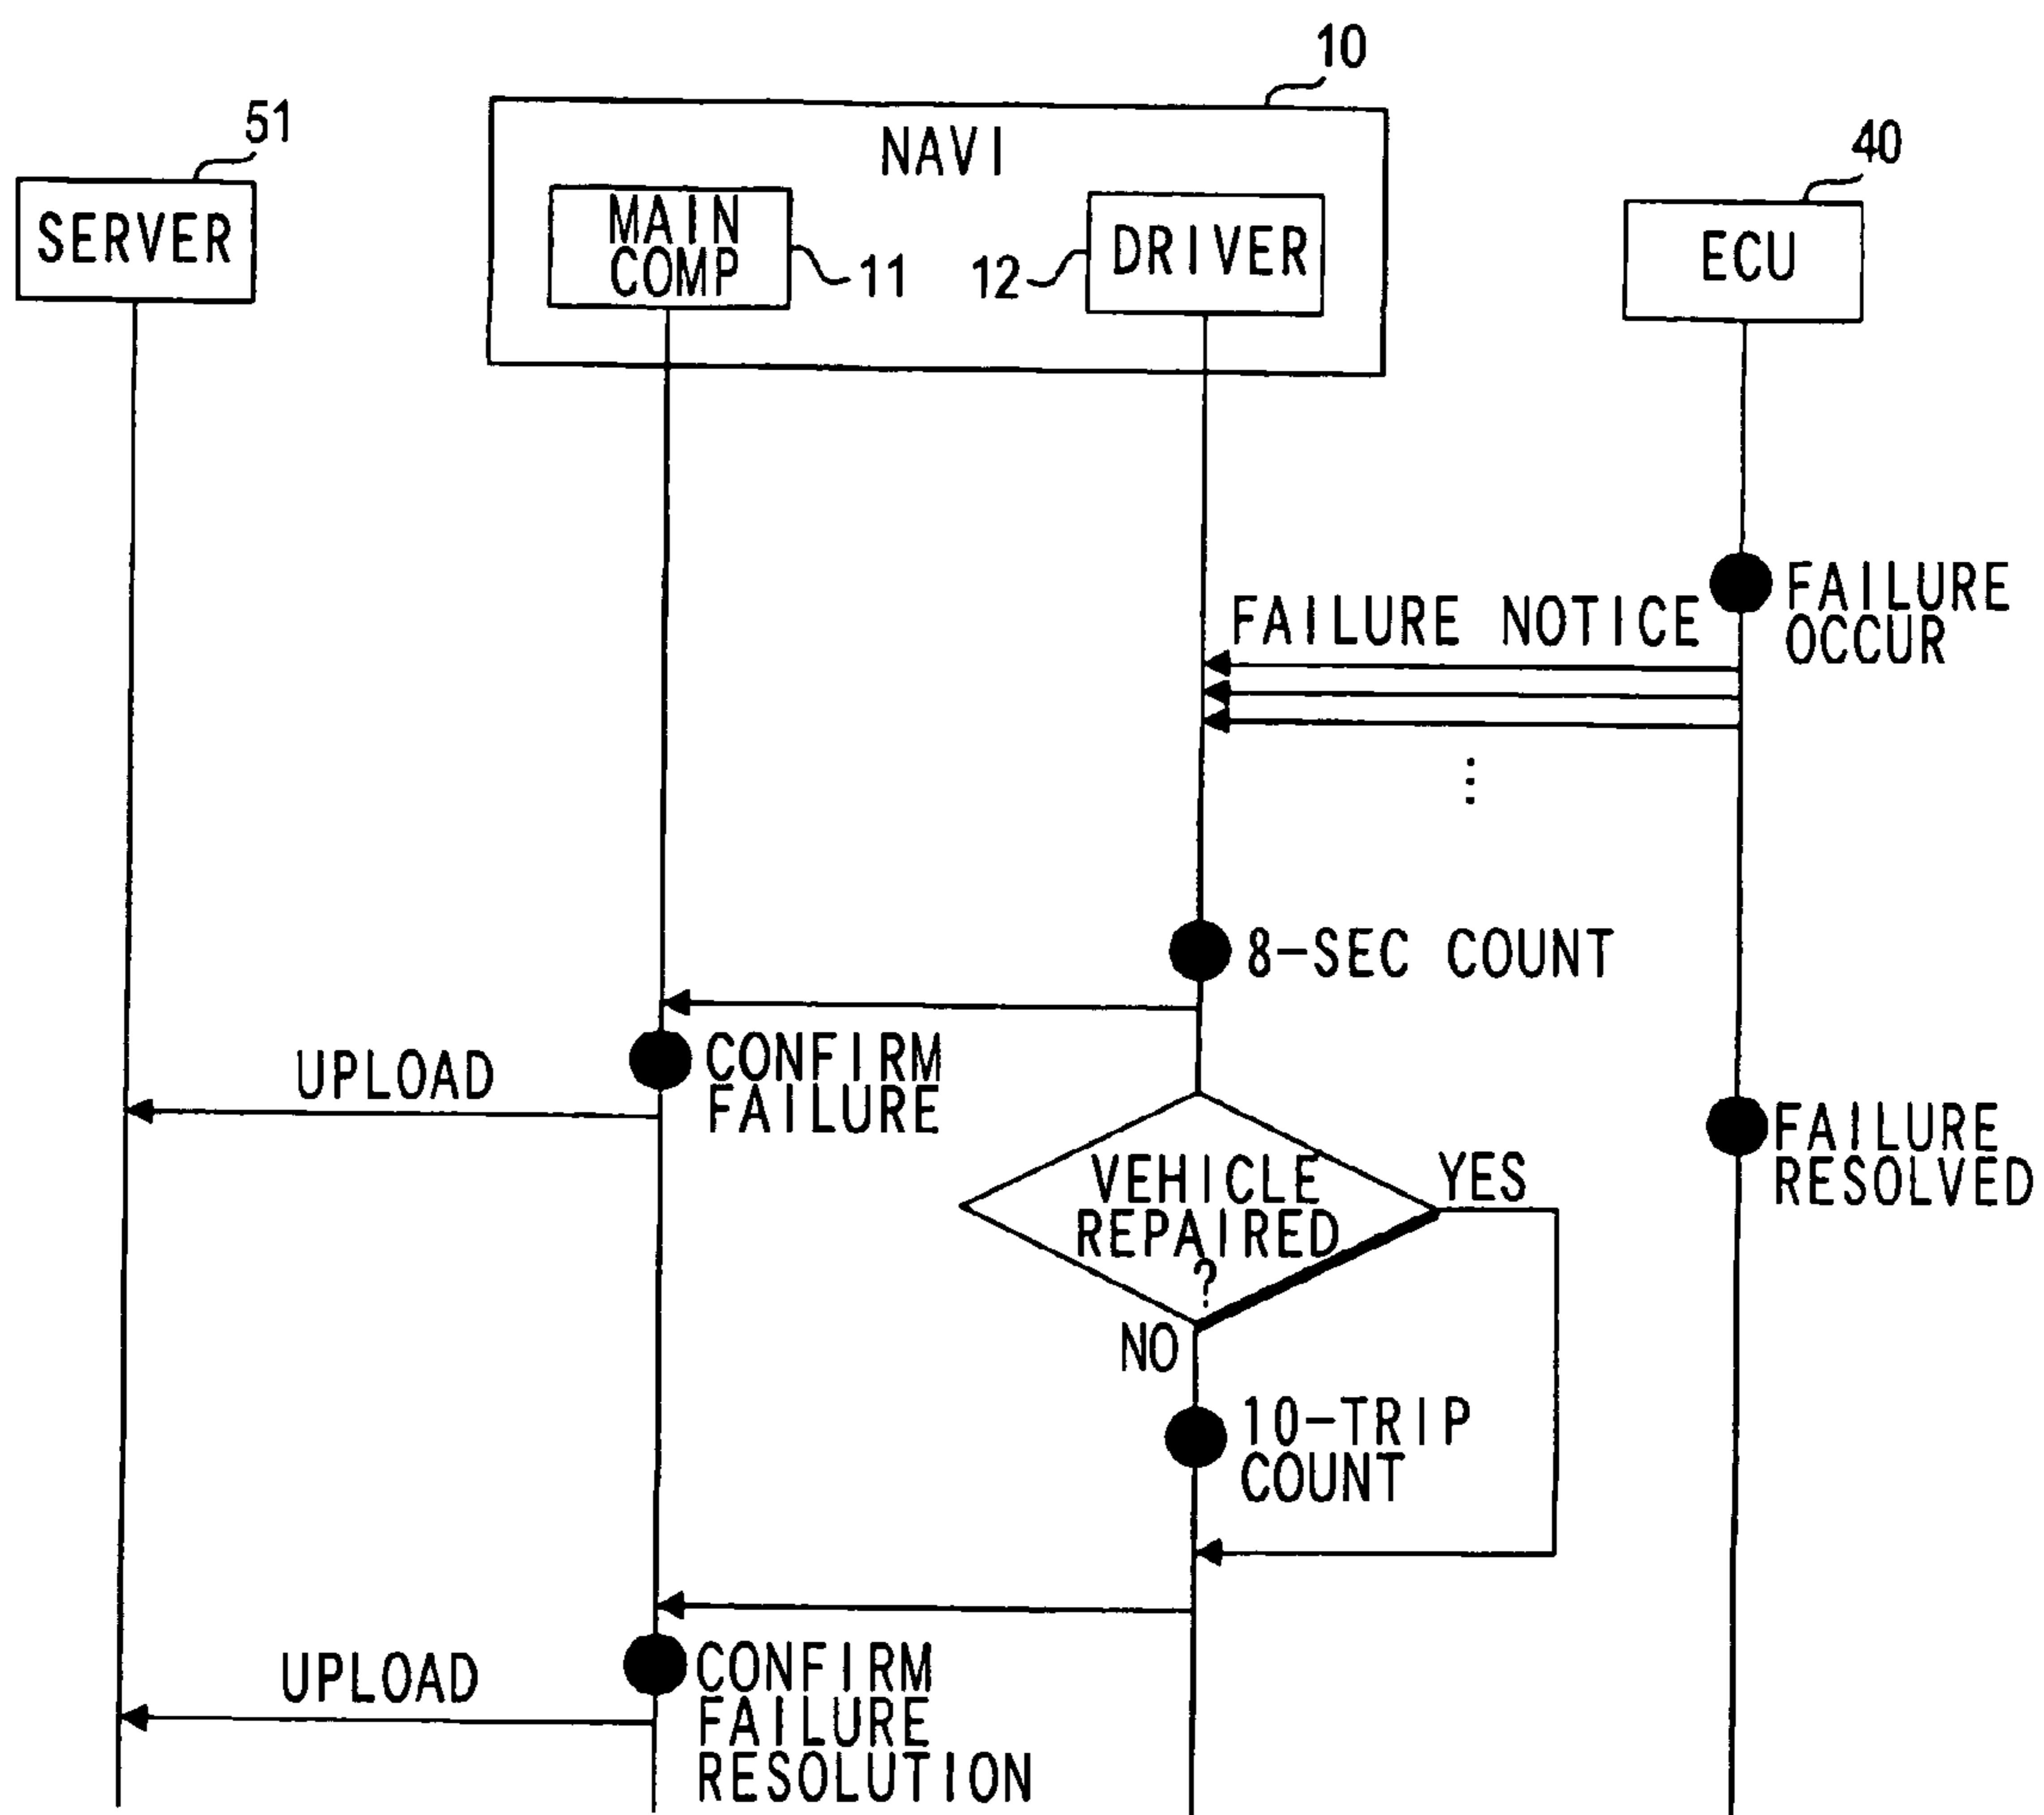 10
51
NAVI
40
SERVER
MAIN
COMP
11
12
DRIVER
ECU
FAILURE
OCCUR
FAILURE NOTICE
8-SEC COUNT
CONFIRM
FAILURE
UPLOAD
FAILURE
RESOLVED
VEHICLE
REPAIRED
?
YES
NO
10-TRIP
COUNT
CONFIRM
FAILURE
RESOLUTION
UPLOAD